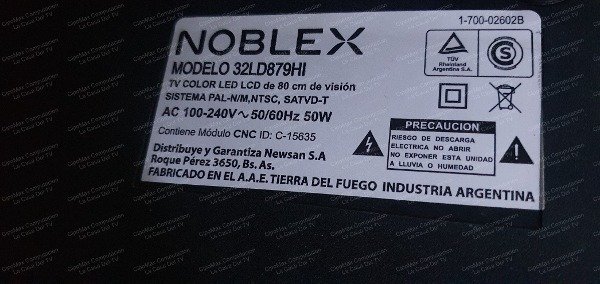 1-700-02602B
NOBLEX
MODELO 32LD879HI
TV COLOR LED LCD de 80 cm de visión
SISTEMA PAL-N/M,NTSC, SATVD-T
AC 100-240V~50/60Hz 50W
Contiene Módulo CNC ID: C-15635
Distribuye y Garantiza Newsan S.A
Roque Pérez 3650, Bs. As.
FABRICADO EN EL A.A.E. TIERRA DEL FUEGO INDUSTRIA ARGENTINA
TÜV
Rheinland
Argentina S.A.
S
PRECAUCION
RIESGO DE DESCARGA
ELECTRICA NO ABRIR
NO EXPONER ESTA UNIDAD
A LLUVIA O HUMEDAD